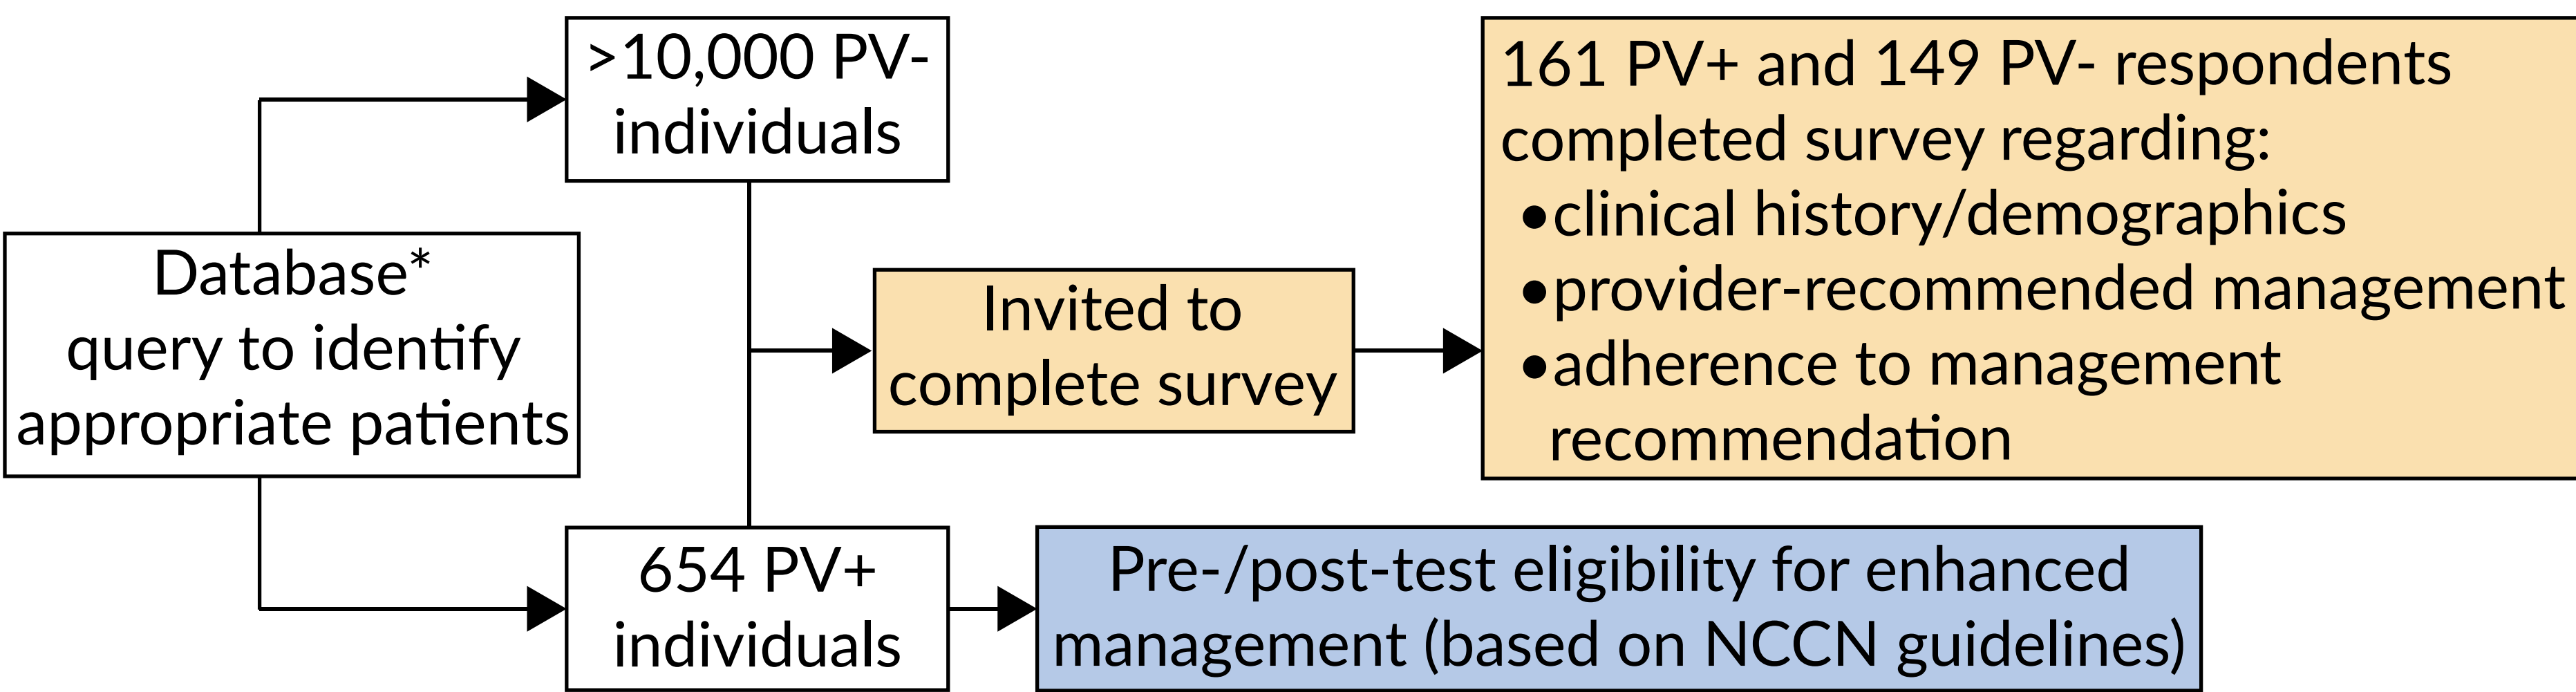 >10,000 PV-
individuals
Database*
query to identify
appropriate patients
654 PV+
individuals
Invited to
complete survey
161 PV+ and 149 PV- respondents
completed survey regarding:
•clinical history/demographics
•provider-recommended management
•adherence to management
recommendation
Pre-/post-test eligibility for enhanced
management (based on NCCN guidelines)